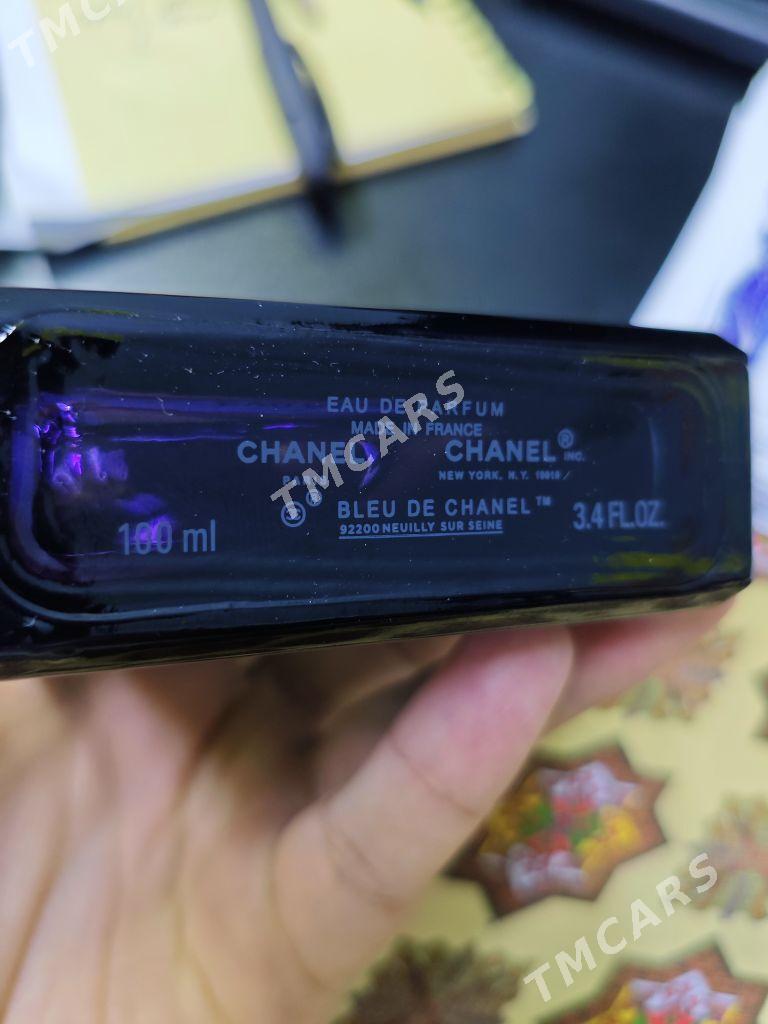 TMCARS
EAU DE PARFUM
MADE IN FRANCE
CHANEL CHANEL® INC.
PARIS NEW YORK, N.Y. 10019
TMCARS
© ® BLEU DE CHANEL™
100 ml 92200 NEUILLY SUR SEINE 3.4 FL.OZ.
TMCARS